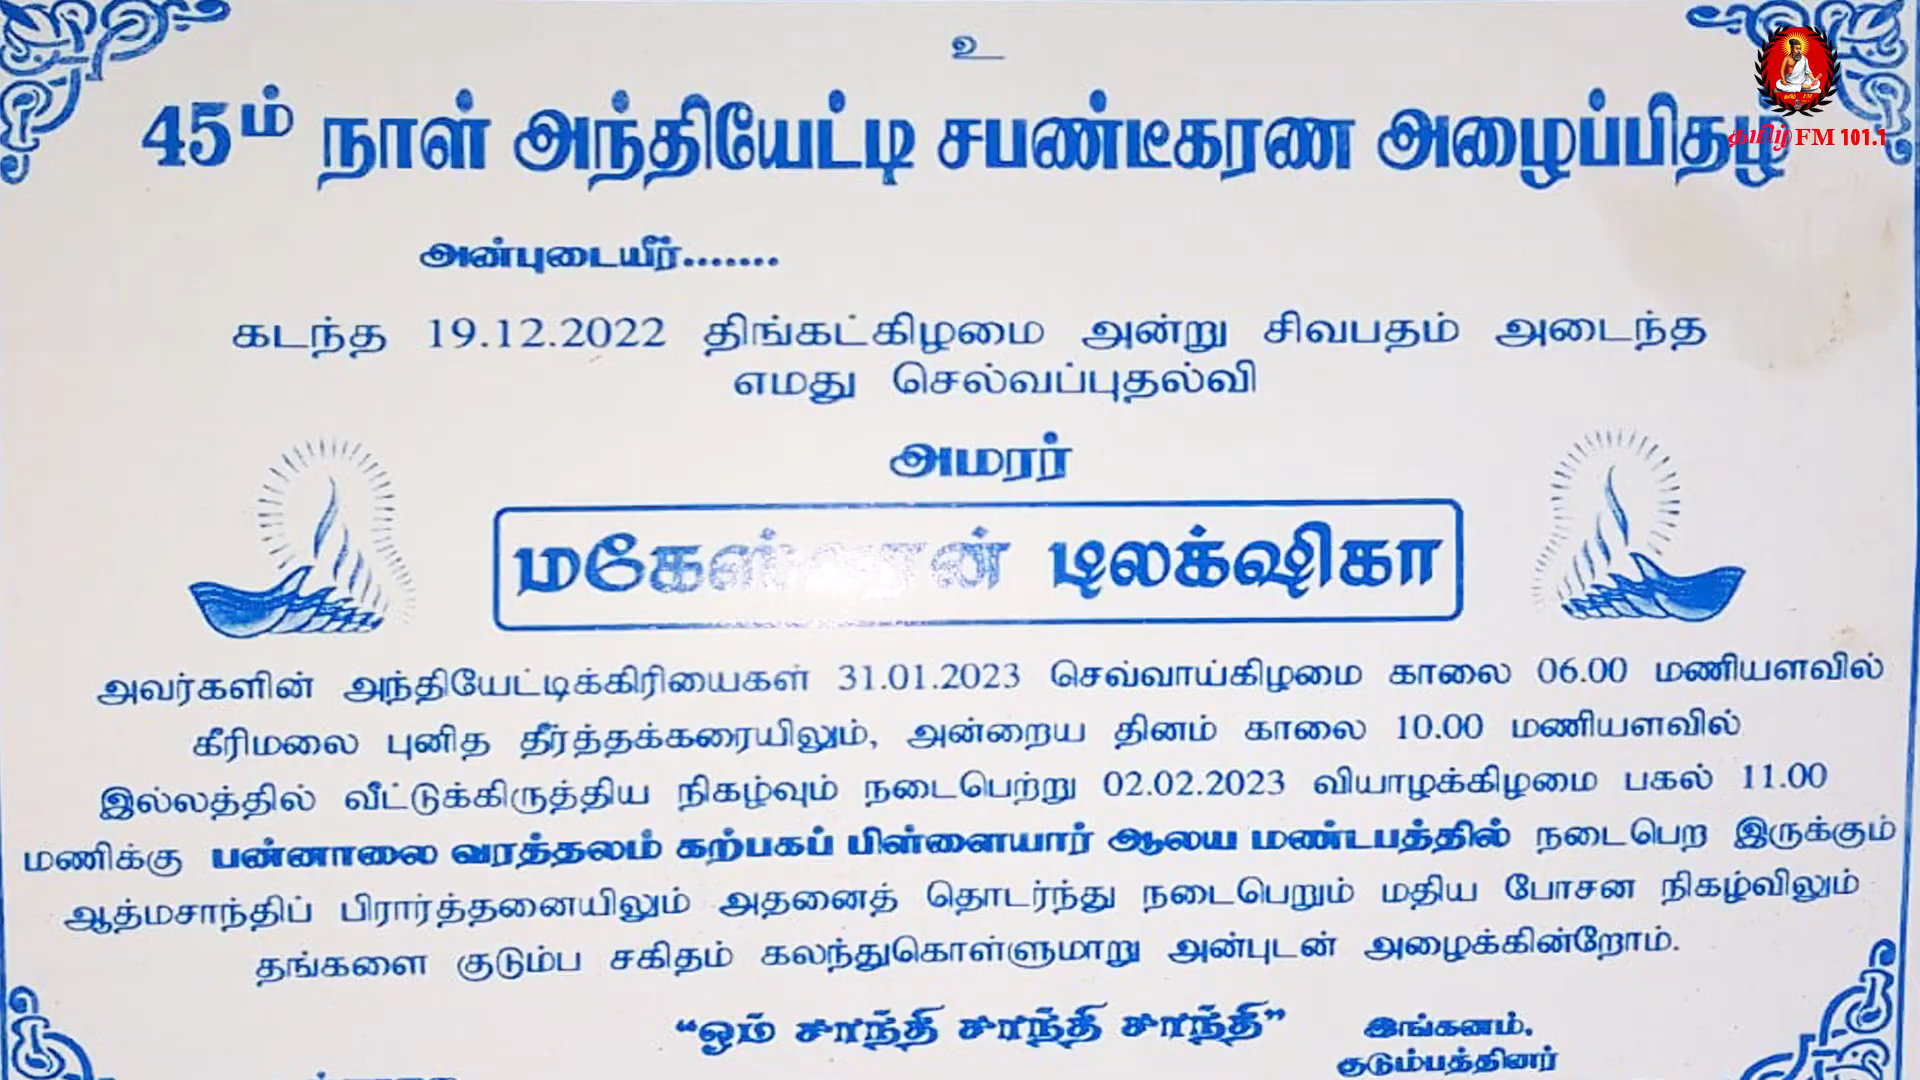 உ
45ம் நாள் அந்தியேட்டி சபண்டீகரண அழைப்பிதழ்
தமிழ் FM 101.1
அன்புடையீர்.......
கடந்த 19.12.2022 திங்கட்கிழமை அன்று சிவபதம் அடைந்த
எமது செல்வப்புதல்வி
அமரர்
மகேஸ்வரன் டிலக்ஷிகா
அவர்களின் அந்தியேட்டிக்கிரியைகள் 31.01.2023 செவ்வாய்கிழமை காலை 06.00 மணியளவில்
கீரிமலை புனித தீர்த்தக்கரையிலும், அன்றைய தினம் காலை 10.00 மணியளவில்
இல்லத்தில் வீட்டுக்கிருத்திய நிகழ்வும் நடைபெற்று 02.02.2023 வியாழக்கிழமை பகல் 11.00
மணிக்கு பன்னாலை வரத்தலம் கற்பகப் பிள்ளையார் ஆலய மண்டபத்தில் நடைபெற இருக்கும்
ஆத்மசாந்திப் பிரார்த்தனையிலும் அதனைத் தொடர்ந்து நடைபெறும் மதிய போசன நிகழ்விலும்
தங்களை குடும்ப சகிதம் கலந்துகொள்ளுமாறு அன்புடன் அழைக்கின்றோம்.
“ஓம் சாந்தி சாந்தி சாந்தி”
இங்கனம்.
குடும்பத்தினர்